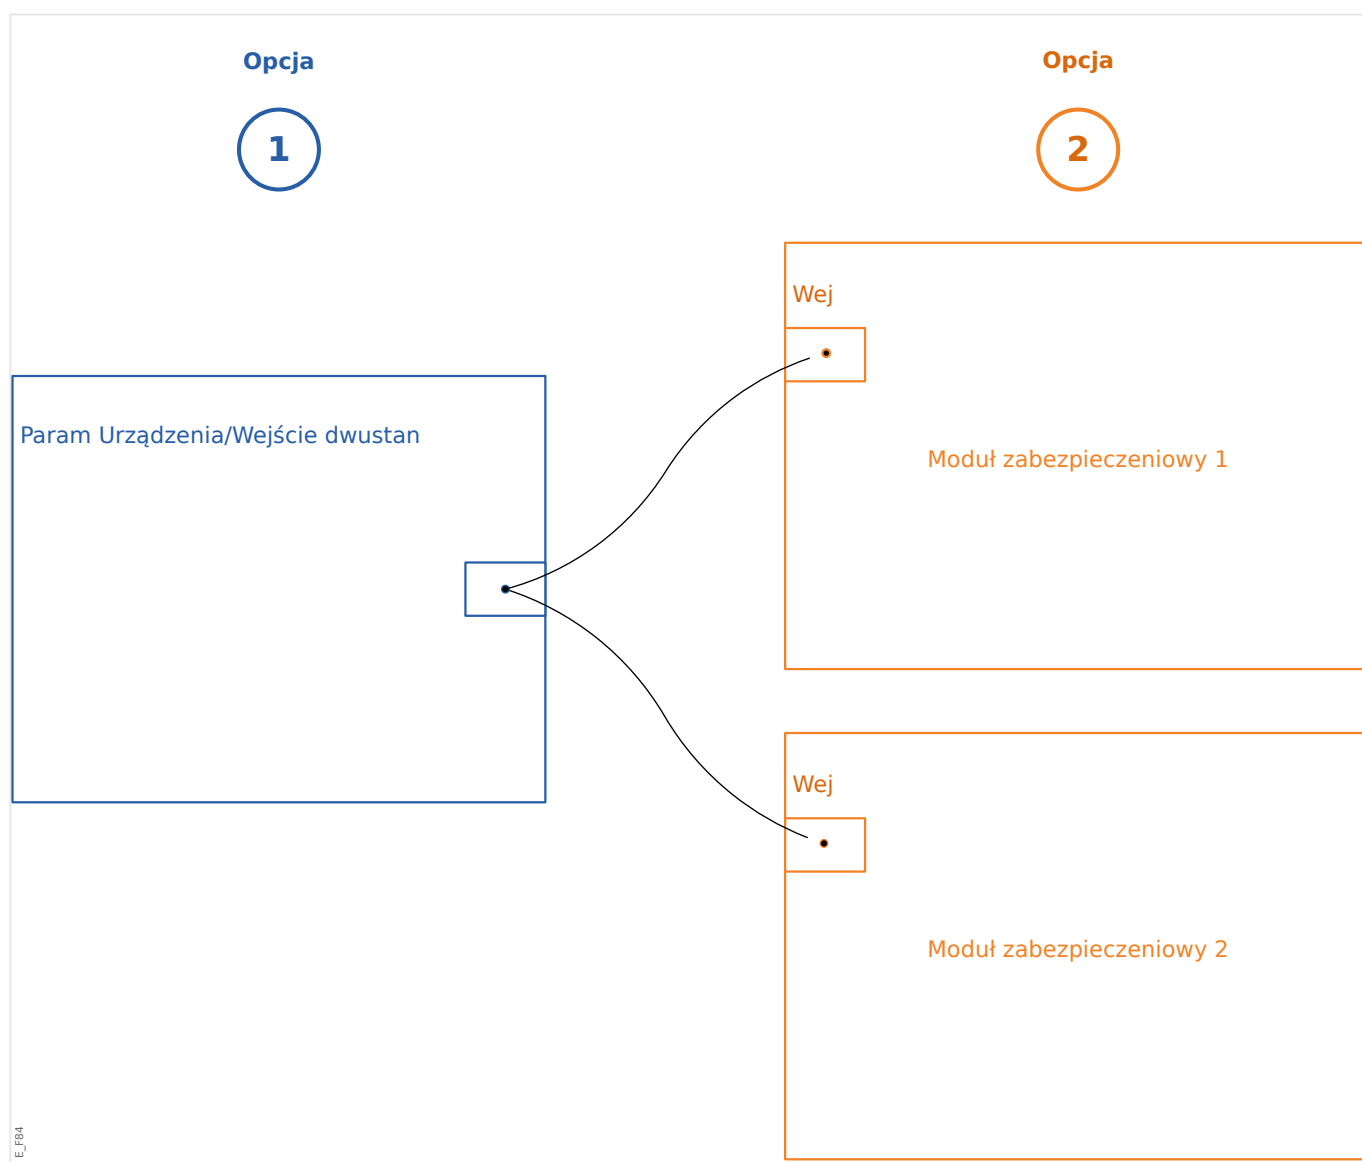 Opcja
1
Opcja
2
Param Urządzenia/Wejście dwustan
Wej
Moduł zabezpieczeniowy 1
Wej
Moduł zabezpieczeniowy 2
E_F84